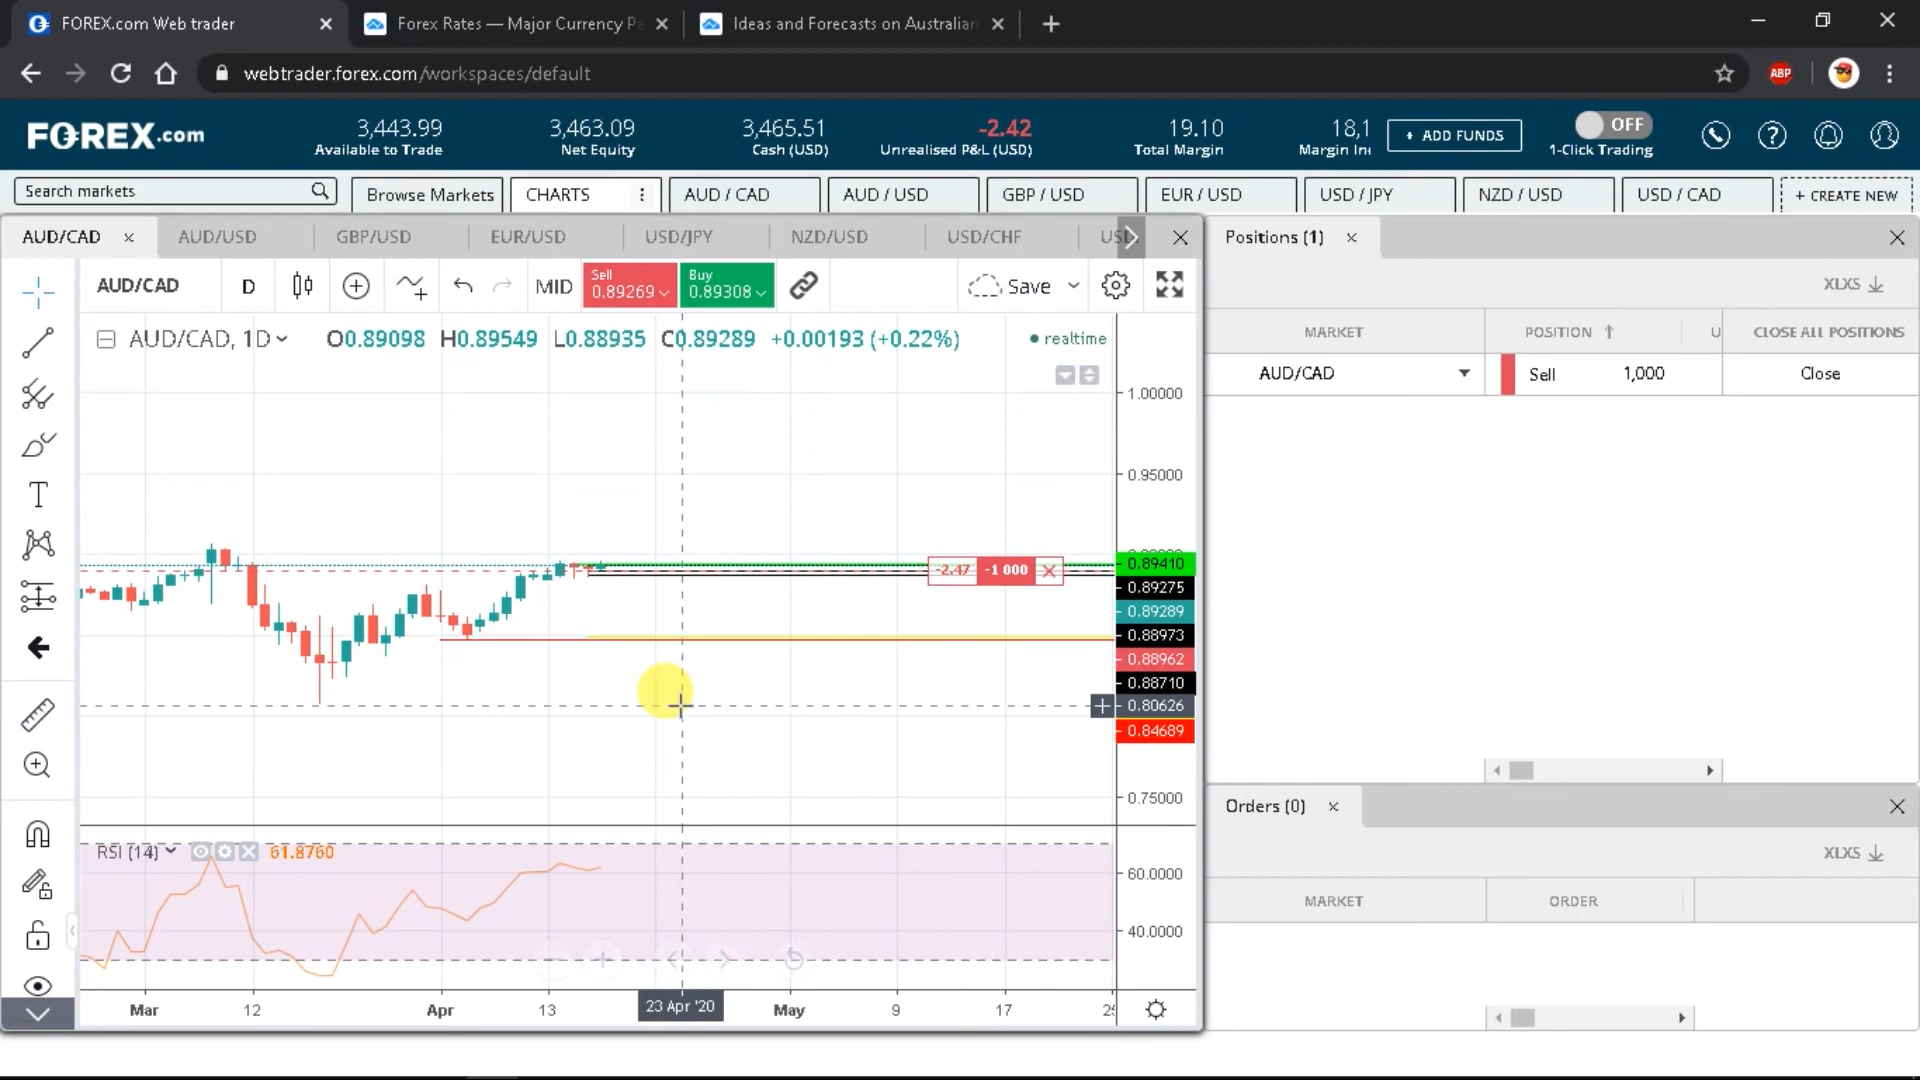 FOREX.com Web trader
Forex Rates — Major Currency Pa
Ideas and Forecasts on Australian
webtrader.forex.com/workspaces/default
ABP
FOREX.com
3,443.99
Available to Trade
3,463.09
Net Equity
3,465.51
Cash (USD)
-2.42
Unrealised P&L (USD)
19.10
Total Margin
18,1
Margin In
+ ADD FUNDS
OFF
1-Click Trading
Search markets
Browse Markets
CHARTS
AUD / CAD
AUD / USD
GBP / USD
EUR / USD
USD / JPY
NZD / USD
USD / CAD
+ CREATE NEW
AUD/CAD
AUD/USD
GBP/USD
EUR/USD
USD/JPY
NZD/USD
USD/CHF
AUD/CAD
D
MID
Sell
0.89269
Buy
0.89308
Save
AUD/CAD, 1D
O0.89098 H0.89549 L0.88935 C0.89289 +0.00193 (+0.22%)
realtime
1.00000
0.95000
-2.47
-1 000
0.89410
0.89275
0.89289
0.88973
0.88962
0.88710
0.80626
0.84689
0.75000
RSI (14)
61.8760
60.0000
40.0000
Mar
12
Apr
13
23 Apr '20
May
9
17
Positions (1)
XLXS
MARKET
POSITION
U
CLOSE ALL POSITIONS
AUD/CAD
Sell
1,000
Close
Orders (0)
XLXS
MARKET
ORDER